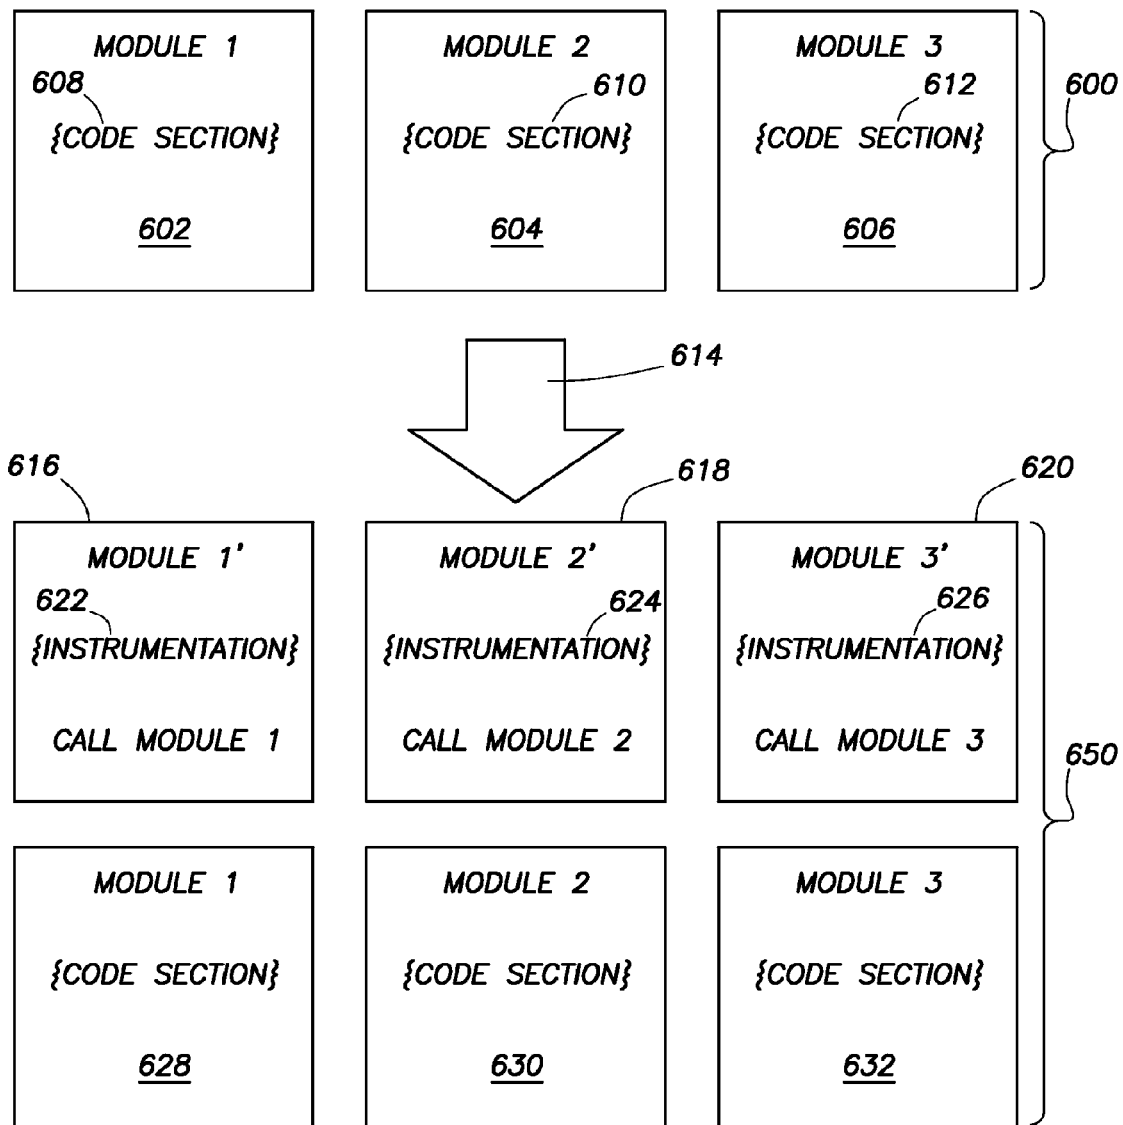 MODULE 1
MODULE 2
MODULE 3
608
610
612
600
{CODE SECTION}
{CODE SECTION}
{CODE SECTION}
602
604
606
614
616
618
620
MODULE 1'
MODULE 2'
MODULE 3'
622
624
626
{INSTRUMENTATION}
{INSTRUMENTATION}
{INSTRUMENTATION}
CALL MODULE 1
CALL MODULE 2
CALL MODULE 3
650
MODULE 1
MODULE 2
MODULE 3
{CODE SECTION}
{CODE SECTION}
{CODE SECTION}
628
630
632